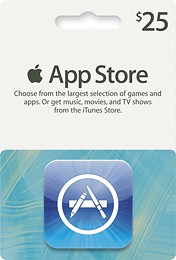 $25
App Store
Choose from the largest selection of games and
apps. Or get music, movies, and TV shows
from the iTunes Store.